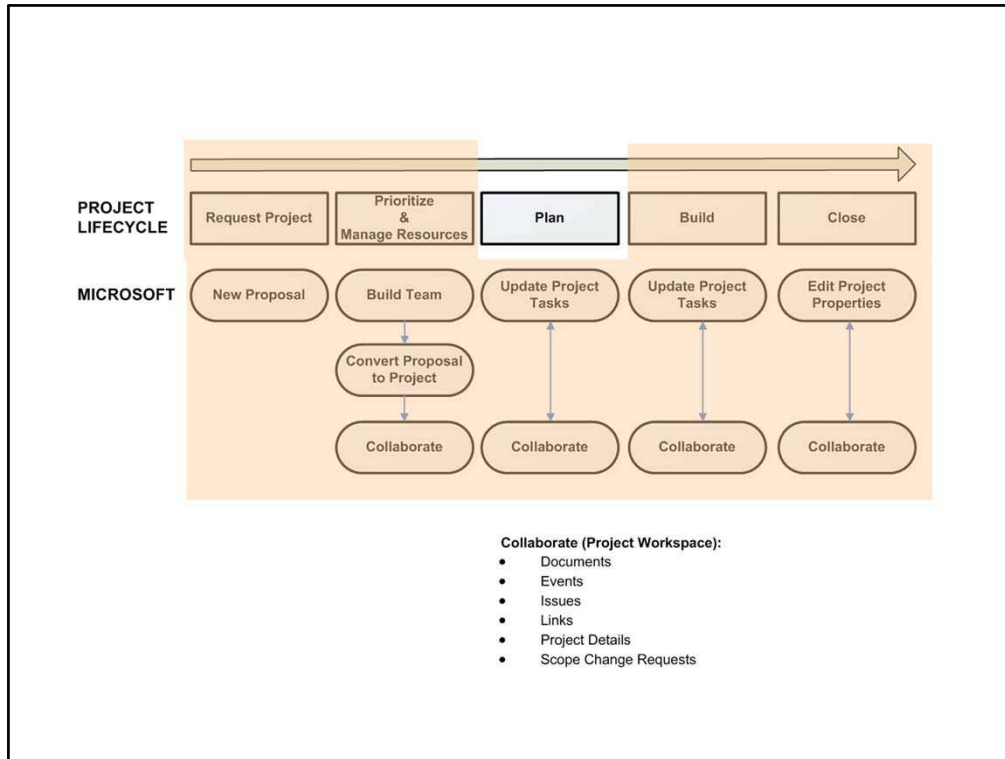 PROJECT
LIFECYCLE
Request Project
Prioritize
&
Manage Resources
Plan
Build
Close
MICROSOFT
New Proposal
Build Team
Update Project
Tasks
Update Project
Tasks
Edit Project
Properties
Convert Proposal
to Project
Collaborate
Collaborate
Collaborate
Collaborate
Collaborate (Project Workspace):
• Documents
• Events
• Issues
• Links
• Project Details
• Scope Change Requests